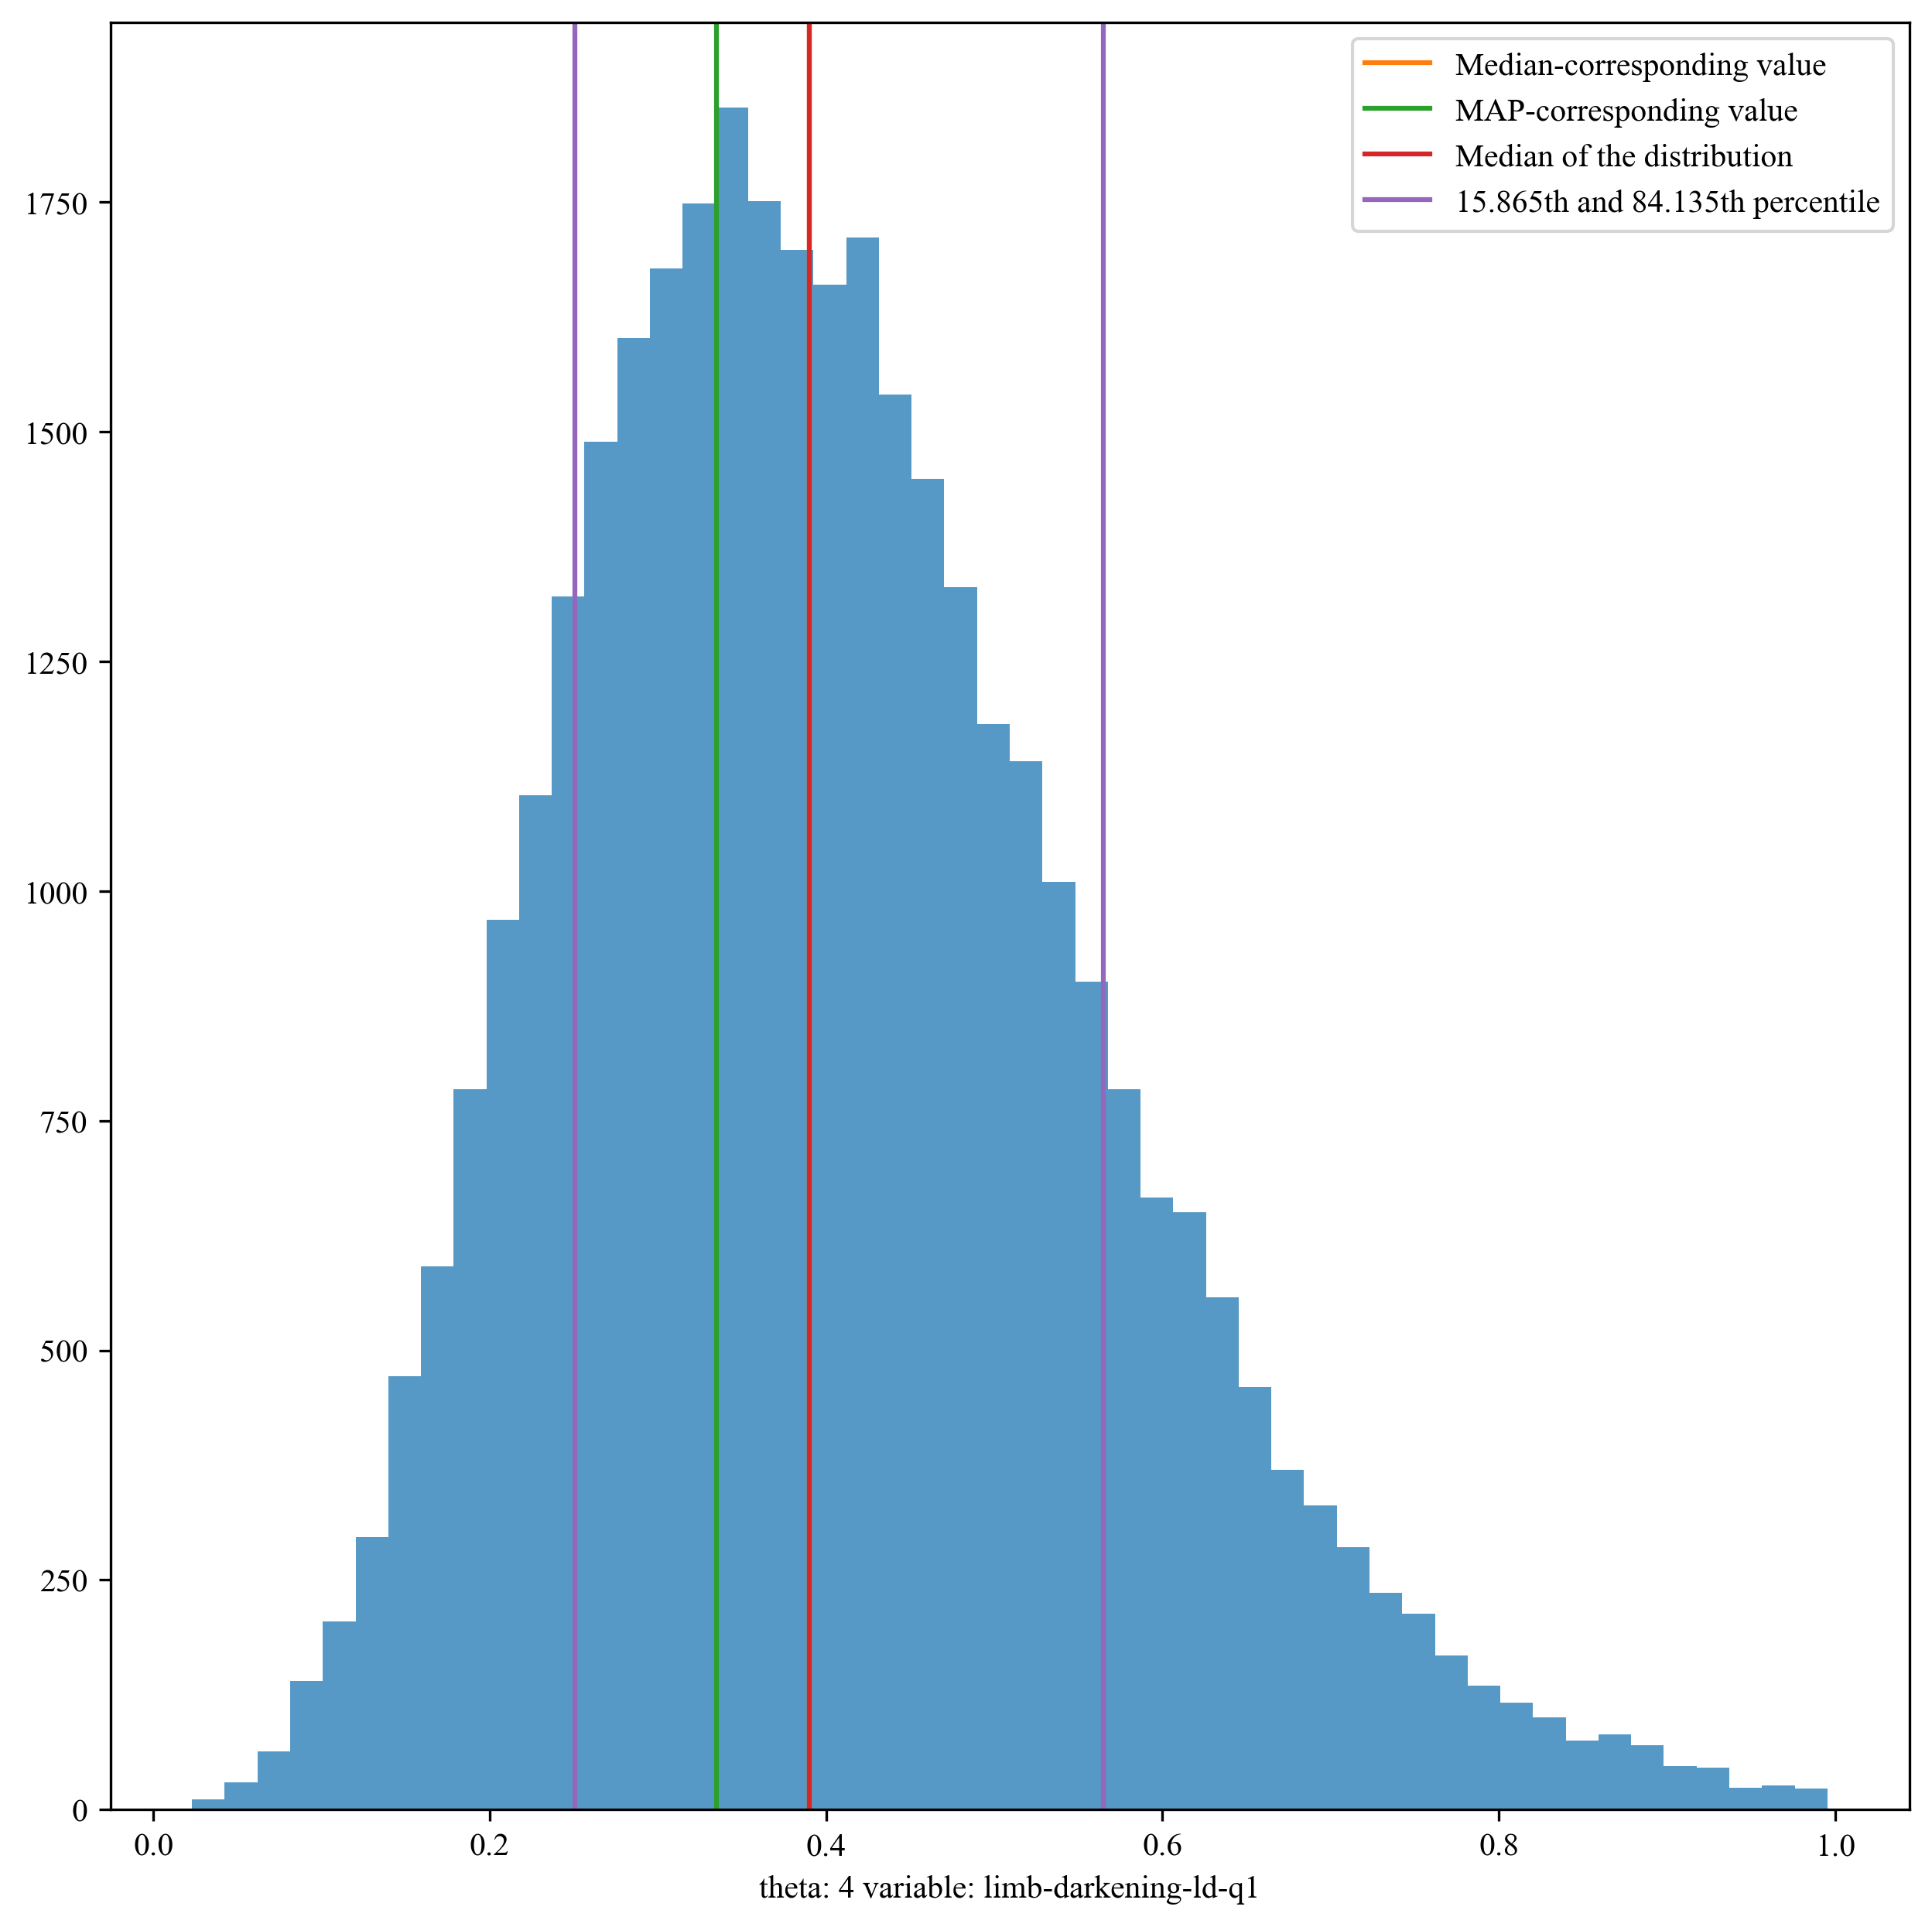 Median-corresponding value
MAP-corresponding value
Median of the distribution
15.865th and 84.135th percentile
1750
1500
1250
1000
750
500
250
0
0.0 0.2 0.4 0.6 0.8 1.0
theta: 4 variable: limb-darkening-ld-q1